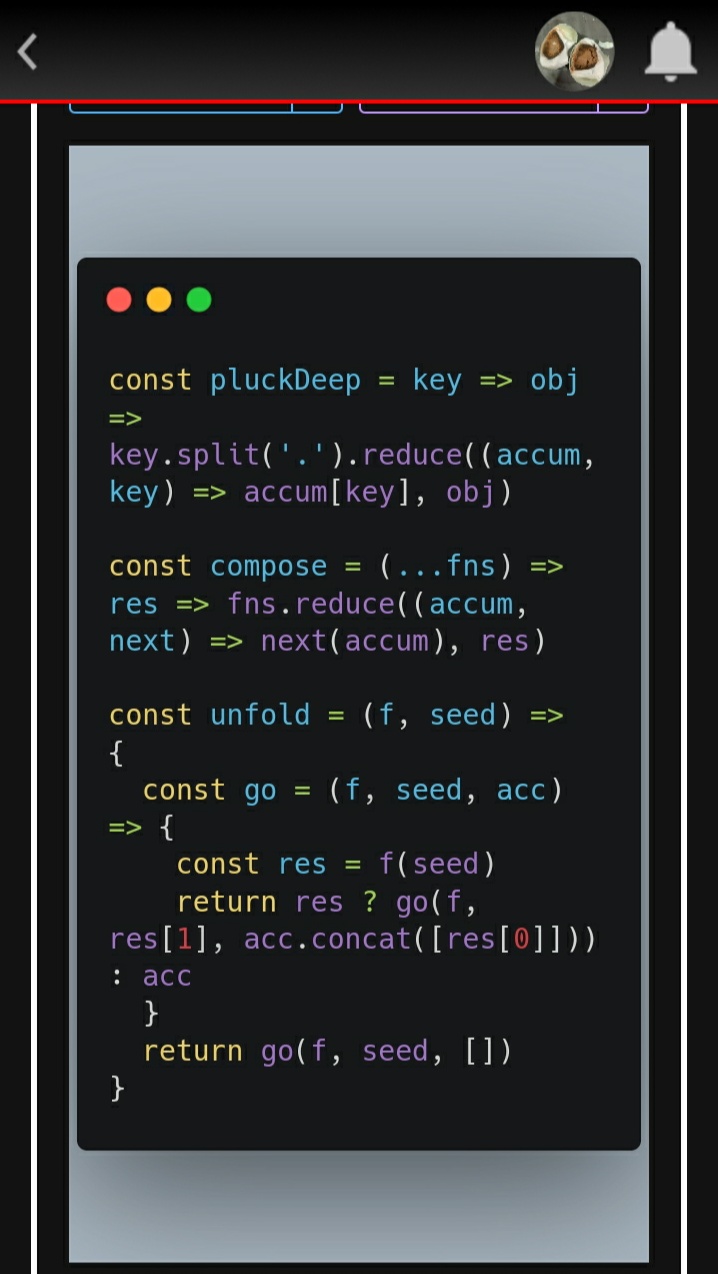 const pluckDeep = key => obj
=>
key.split('.').reduce((accum,
key) => accum[key], obj)

const compose = (...fns) =>
res => fns.reduce((accum,
next) => next(accum), res)

const unfold = (f, seed) =>
{
  const go = (f, seed, acc)
=> {
    const res = f(seed)
    return res ? go(f,
res[1], acc.concat([res[0]]))
: acc
  }
  return go(f, seed, [])
}